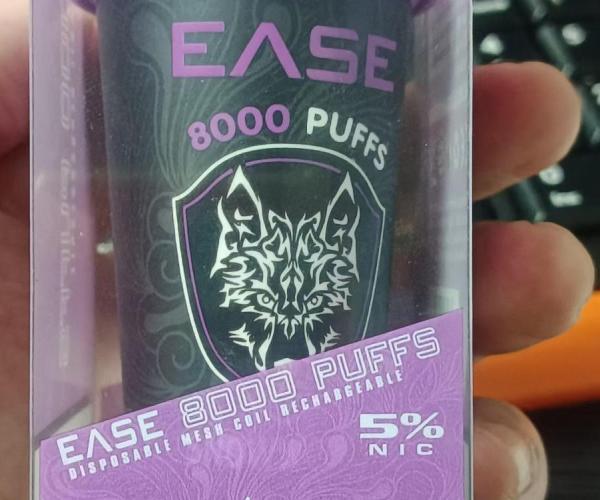 EASE
8000 PUFFS
EASE 8000 PUFFS
DISPOSABLE MESH COIL RECHARGEABLE
5%
NIC